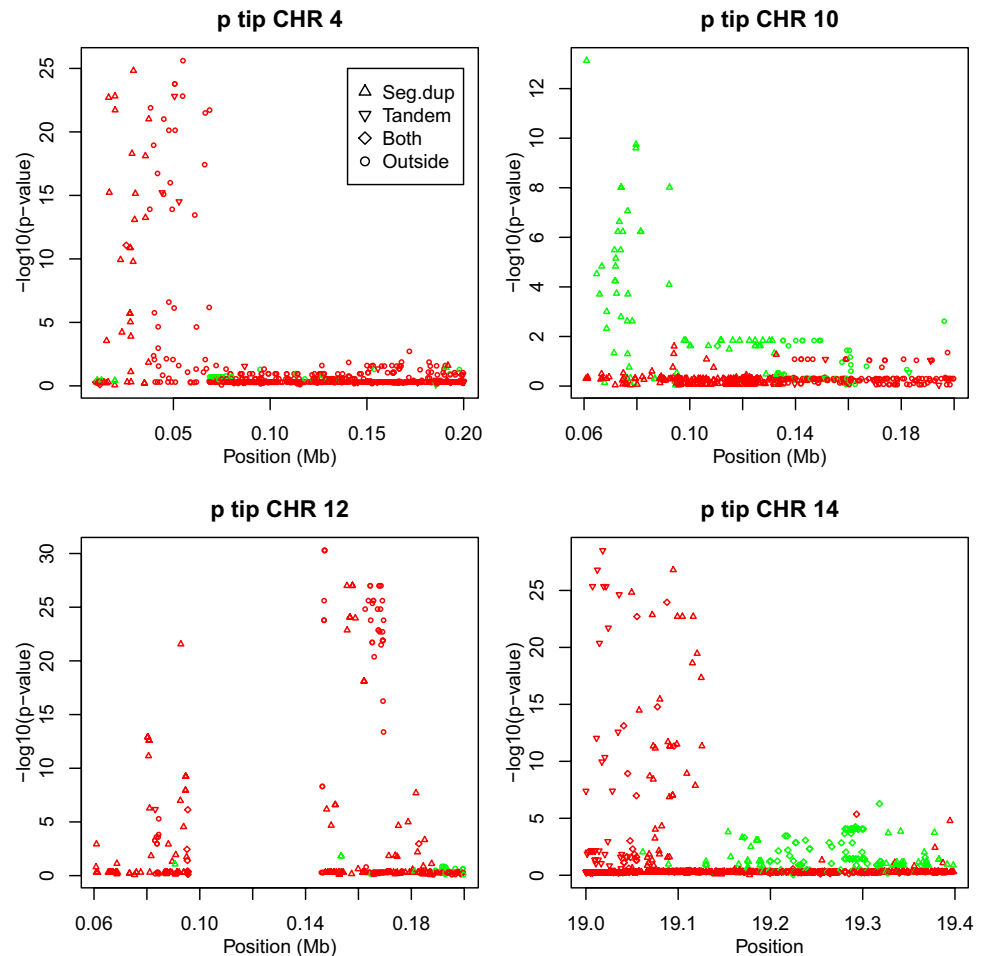 p tip CHR 4
−log10(p−value)
0
5
10
15
20
25
Seg.dup
Tandem
Both
Outside
0.05
0.10
0.15
0.20
Position (Mb)
p tip CHR 10
−log10(p−value)
0
2
4
6
8
10
12
0.06
0.10
0.14
0.18
Position (Mb)
p tip CHR 12
−log10(p−value)
0
5
10
15
20
25
30
0.06
0.10
0.14
0.18
Position (Mb)
p tip CHR 14
−log10(p−value)
0
5
10
15
20
25
19.0
19.1
19.2
19.3
19.4
Position